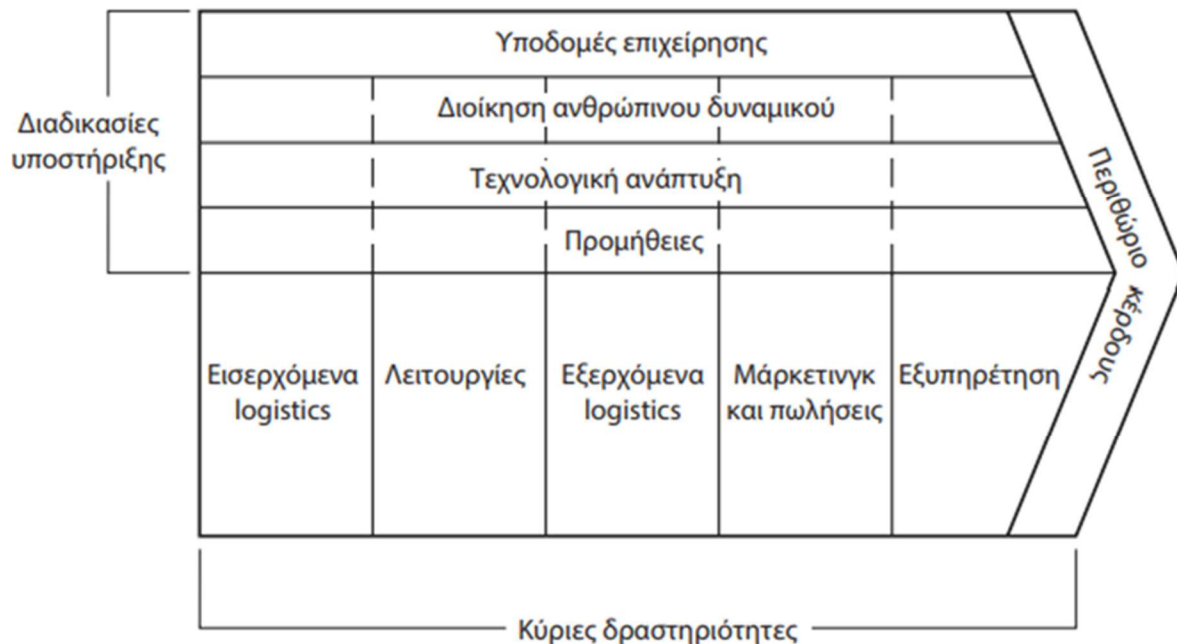 Υποδομές επιχείρησης
Διοίκηση ανθρώπινου δυναμικού
Διαδικασίες
υποστήριξης
Τεχνολογική ανάπτυξη
Προμήθειες
Περιθώριο κέρδους
Εισερχόμενα
logistics
Λειτουργίες
Εξερχόμενα
logistics
Μάρκετινγκ
και πωλήσεις
Εξυπηρέτηση
Κύριες δραστηριότητες